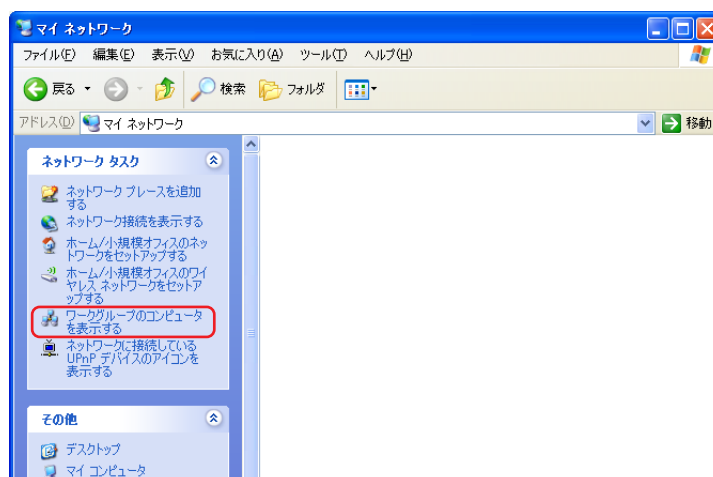 マイ ネットワーク
ファイル(F) 編集(E) 表示(V) お気に入り(A) ツール(T) ヘルプ(H)
戻る 検索 フォルダ
アドレス(D) マイ ネットワーク 移動
ネットワーク タスク
ネットワーク プレースを追加
する
ネットワーク接続を表示する
ホーム/小規模オフィスのネッ
トワークをセットアップする
ホーム/小規模オフィスのワイ
ヤレス ネットワークをセットア
ップする
ワークグループのコンピュータ
を表示する
ネットワークに接続している
UPnP デバイスのアイコンを
表示する
その他
デスクトップ
マイ コンピュータ